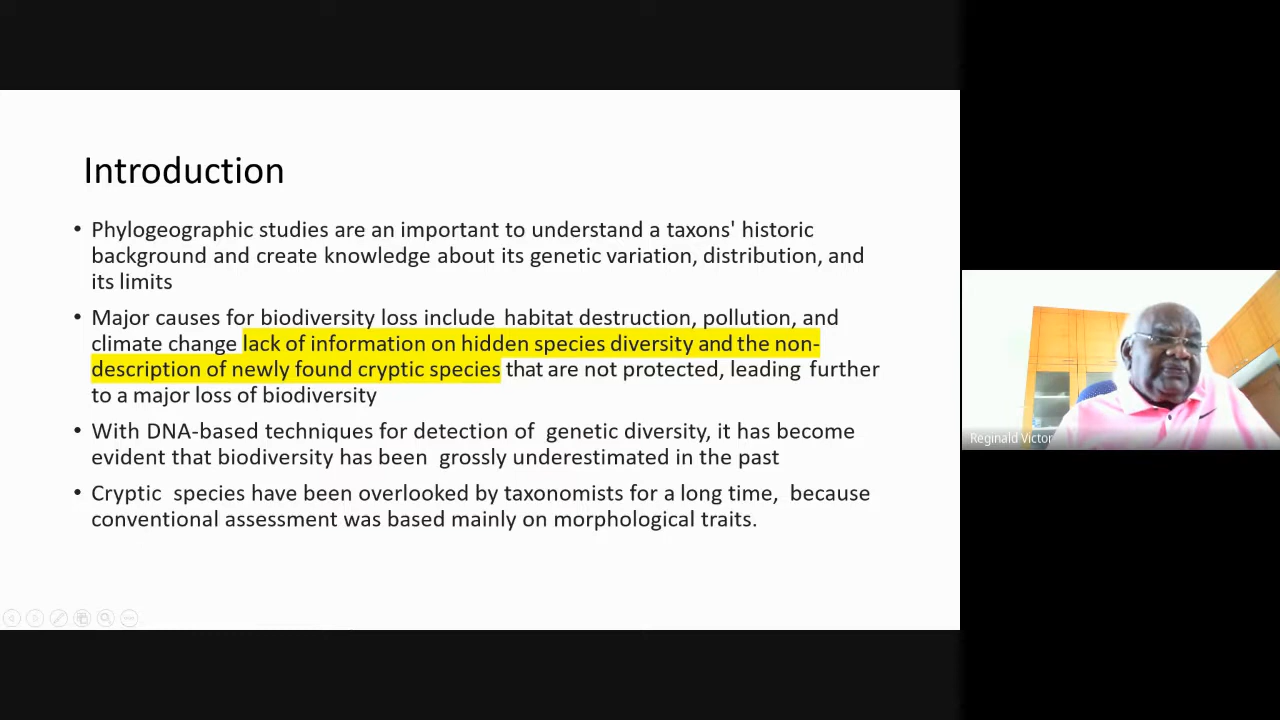 Introduction
• Phylogeographic studies are an important to understand a taxons' historic
background and create knowledge about its genetic variation, distribution, and
its limits
• Major causes for biodiversity loss include habitat destruction, pollution, and
climate change lack of information on hidden species diversity and the non-
description of newly found cryptic species that are not protected, leading further
to a major loss of biodiversity
• With DNA-based techniques for detection of genetic diversity, it has become
evident that biodiversity has been grossly underestimated in the past
• Cryptic species have been overlooked by taxonomists for a long time, because
conventional assessment was based mainly on morphological traits.
Reginald Victor